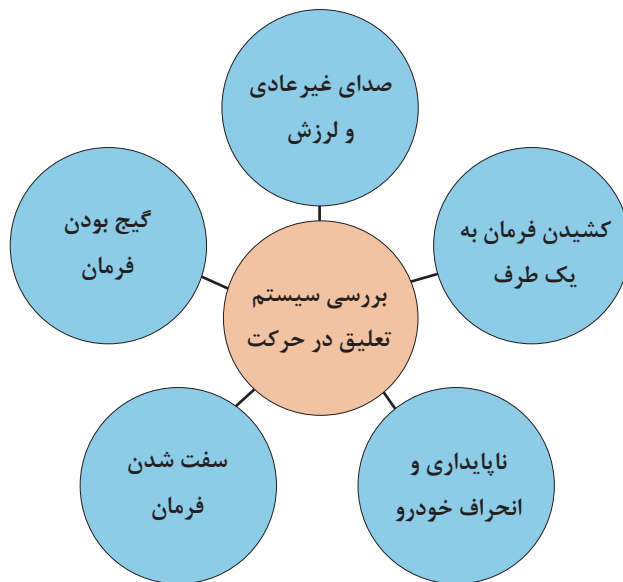 صدای غیرعادی
و لرزش
کشیدن فرمان به
یک طرف
ناپایداری و
انحراف خودرو
سفت شدن
فرمان
گیج بودن
فرمان
بررسی سیستم
تعلیق در حرکت